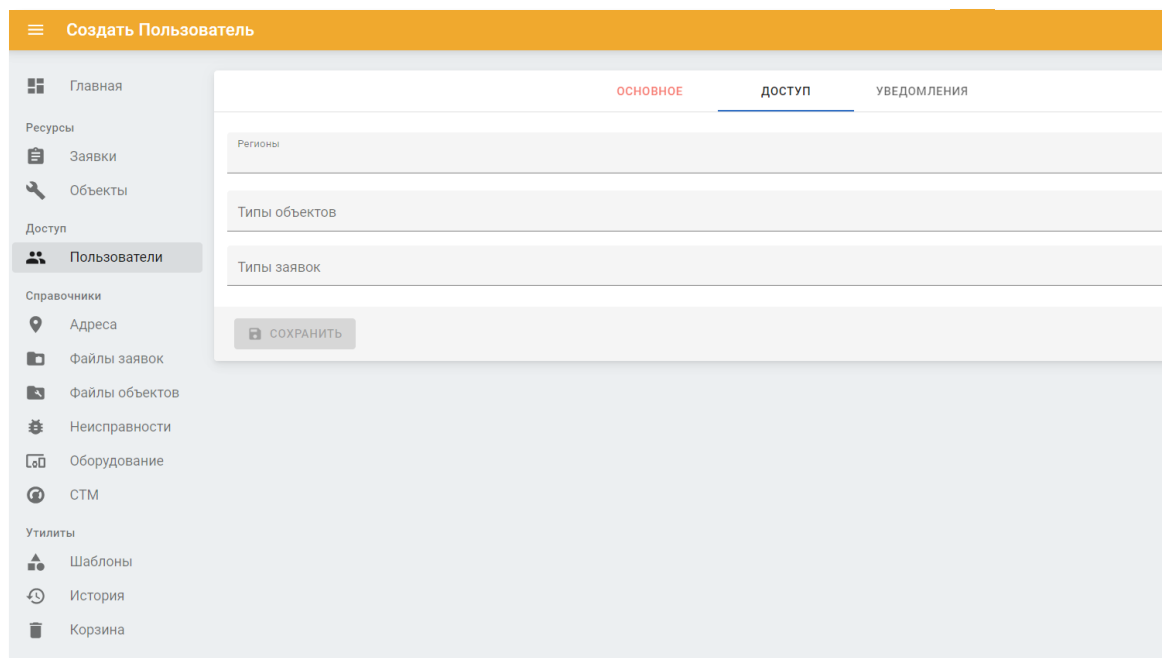 Создать Пользователь
Главная
Ресурсы
Заявки
Объекты
Доступ
Пользователи
Справочники
Адреса
Файлы заявок
Файлы объектов
Неисправности
Оборудование
СТМ
Утилиты
Шаблоны
История
Корзина
ОСНОВНОЕ ДОСТУП УВЕДОМЛЕНИЯ
Регионы
Типы объектов
Типы заявок
СОХРАНИТЬ